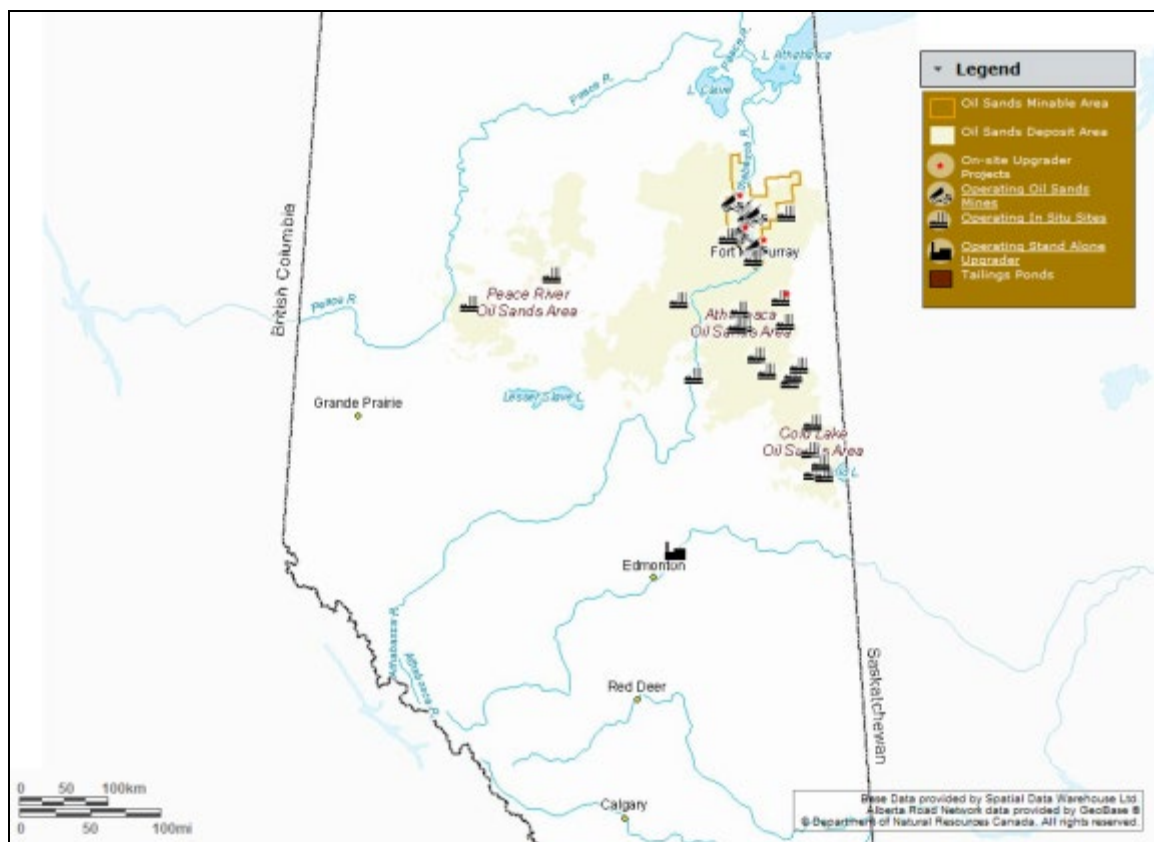 Peace R.
L. Athabasca
L. Claire
Peace R.
Athabasca R.
Legend
Oil Sands Minable Area
Oil Sands Deposit Area
On-site Upgrader
Projects
Operating Oil Sands
Mines
Operating In Situ Sites
Operating Stand Alone
Upgrader
Tailings Ponds
British Columbia
Peace R.
Peace River
Oil Sands Area
Athabasca
Oil Sands Area
Lesser Slave L.
Grande Prairie
Cold Lake
Oil Sands Area
Edmonton
Athabasca R.
Athabasca R.
Red Deer
Saskatchewan
Calgary
0 50 100km
0 50 100mi
Base Data provided by Spatial Data Warehouse Ltd.
Alberta Road Network data provided by GeoBase ®
© Department of Natural Resources Canada. All rights reserved.